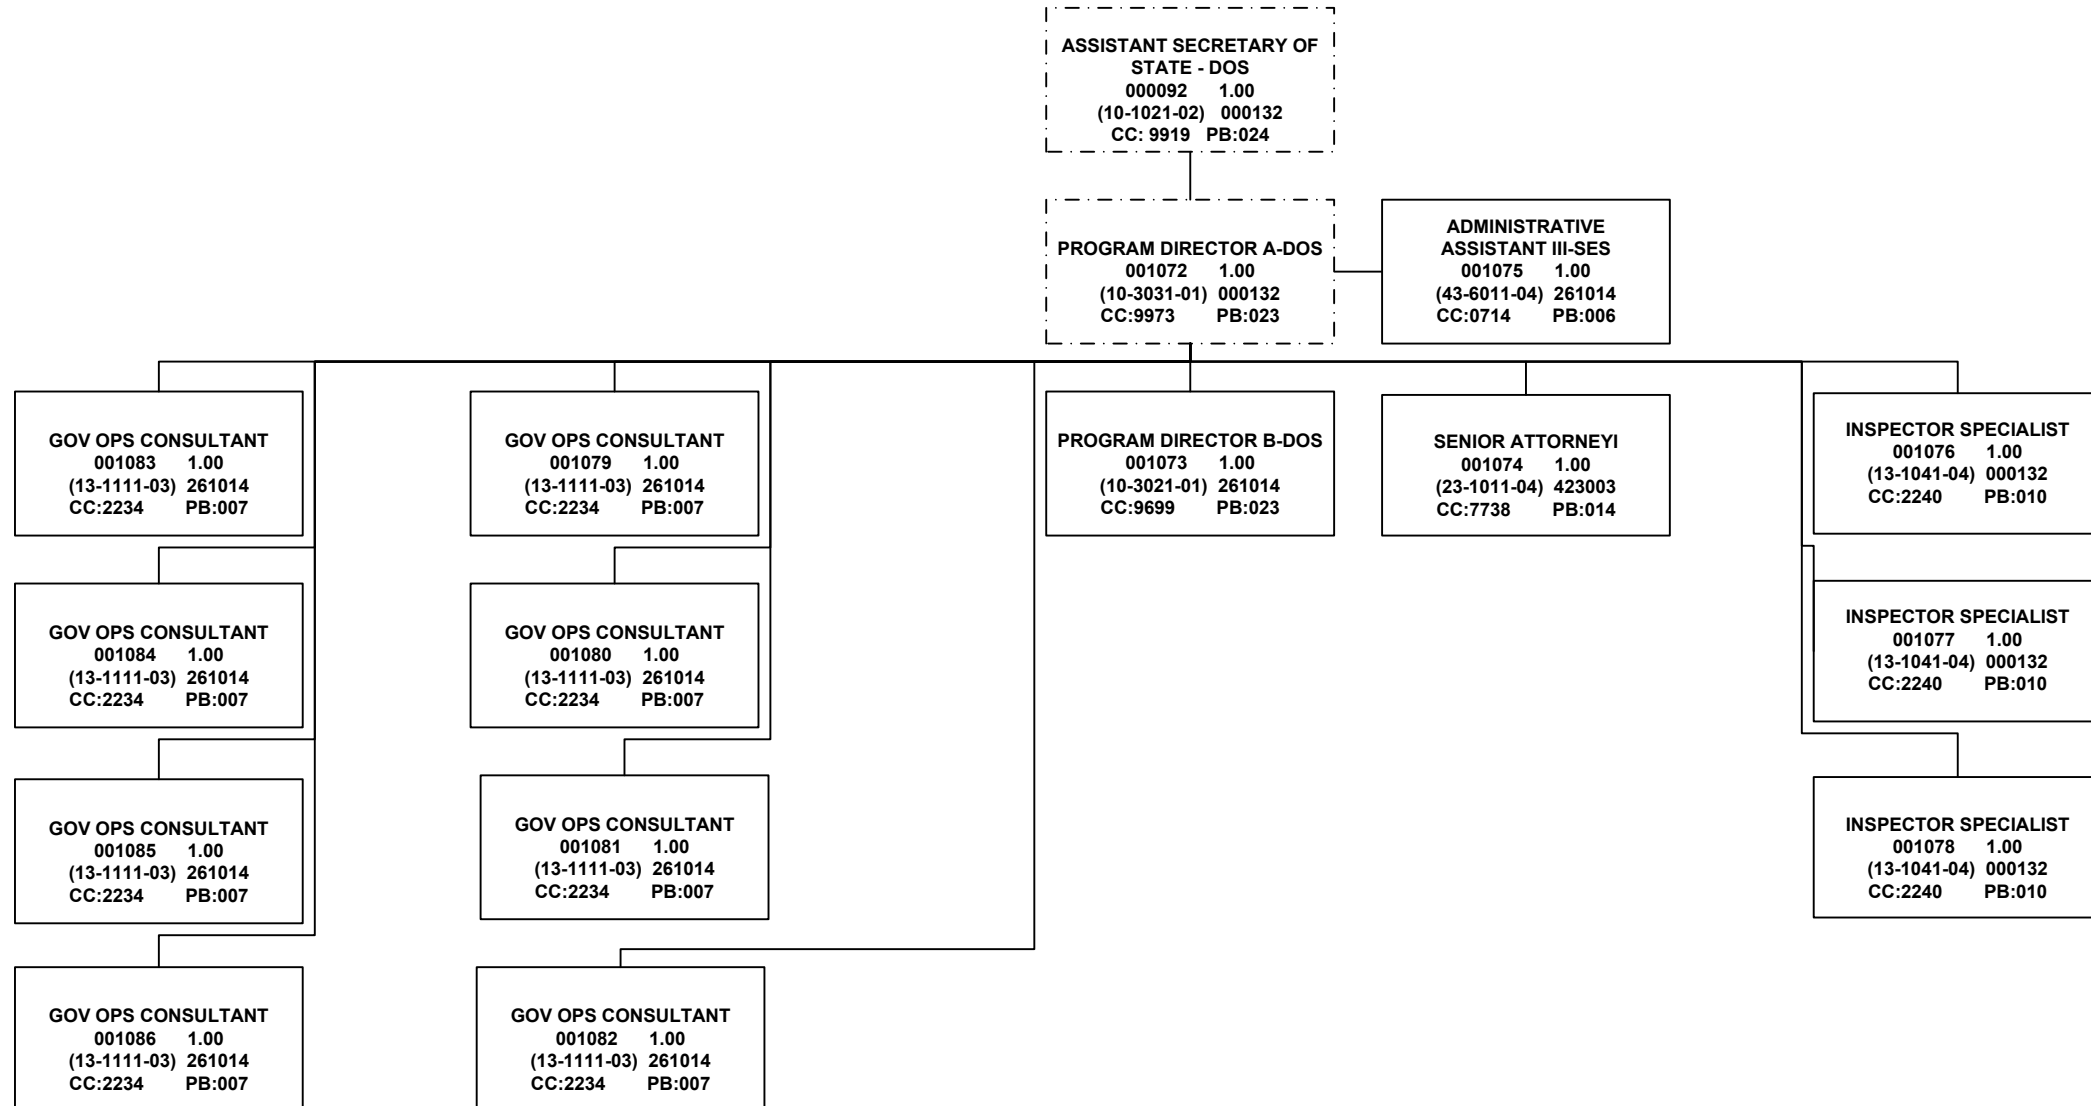 ASSISTANT SECRETARY OF
STATE - DOS
000092 1.00
(10-1021-02) 000132
CC: 9919 PB:024
PROGRAM DIRECTOR A-DOS
001072 1.00
(10-3031-01) 000132
CC:9973 PB:023
ADMINISTRATIVE
ASSISTANT III-SES
001075 1.00
(43-6011-04) 261014
CC:0714 PB:006
GOV OPS CONSULTANT
001083 1.00
(13-1111-03) 261014
CC:2234 PB:007
GOV OPS CONSULTANT
001079 1.00
(13-1111-03) 261014
CC:2234 PB:007
PROGRAM DIRECTOR B-DOS
001073 1.00
(10-3021-01) 261014
CC:9699 PB:023
SENIOR ATTORNEYI
001074 1.00
(23-1011-04) 423003
CC:7738 PB:014
INSPECTOR SPECIALIST
001076 1.00
(13-1041-04) 000132
CC:2240 PB:010
GOV OPS CONSULTANT
001084 1.00
(13-1111-03) 261014
CC:2234 PB:007
GOV OPS CONSULTANT
001080 1.00
(13-1111-03) 261014
CC:2234 PB:007
INSPECTOR SPECIALIST
001077 1.00
(13-1041-04) 000132
CC:2240 PB:010
GOV OPS CONSULTANT
001085 1.00
(13-1111-03) 261014
CC:2234 PB:007
GOV OPS CONSULTANT
001081 1.00
(13-1111-03) 261014
CC:2234 PB:007
INSPECTOR SPECIALIST
001078 1.00
(13-1041-04) 000132
CC:2240 PB:010
GOV OPS CONSULTANT
001086 1.00
(13-1111-03) 261014
CC:2234 PB:007
GOV OPS CONSULTANT
001082 1.00
(13-1111-03) 261014
CC:2234 PB:007